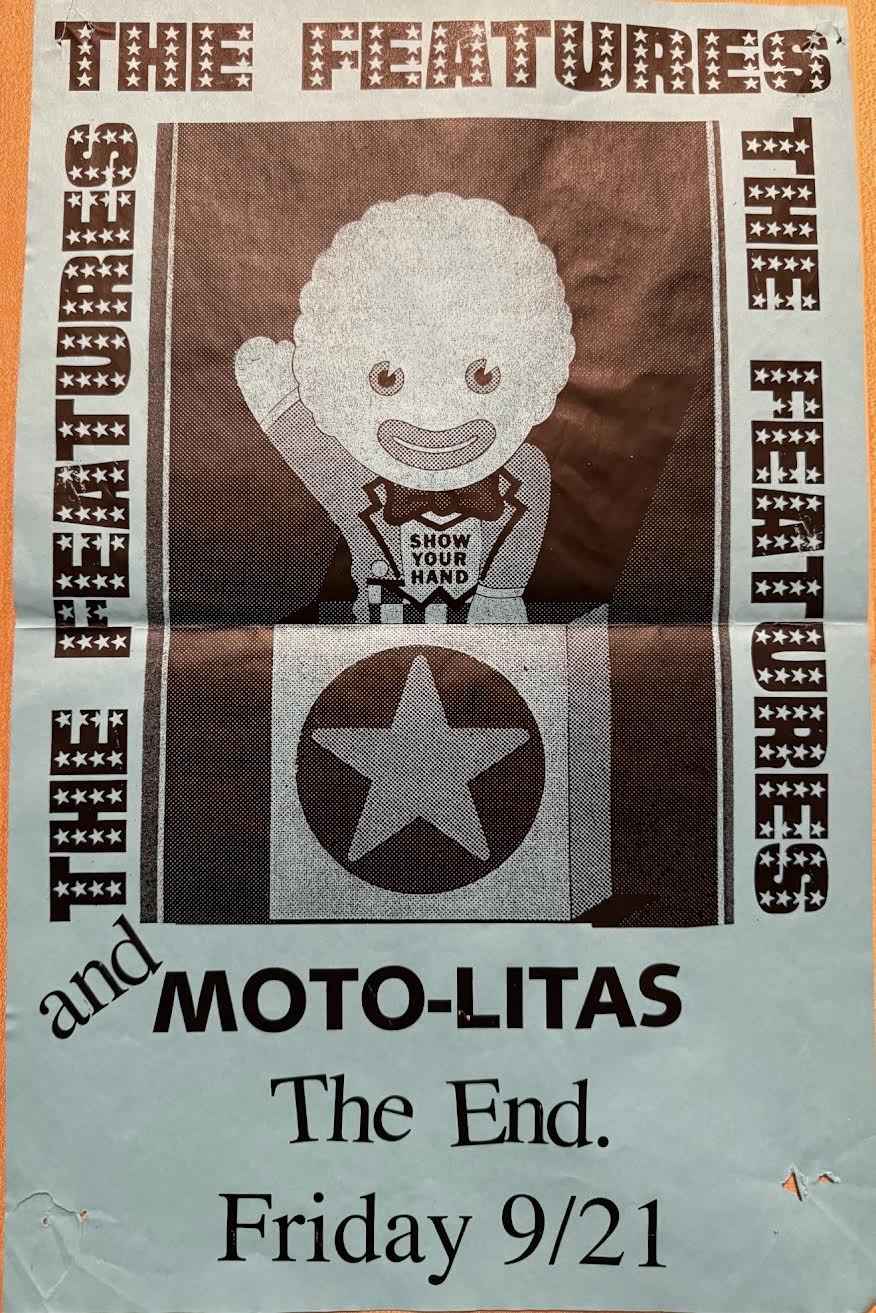 THE FEATURES
THE FEATURES
THE FEATURES
SHOW
YOUR
HAND
and
MOTO-LITAS
The End.
Friday 9/21